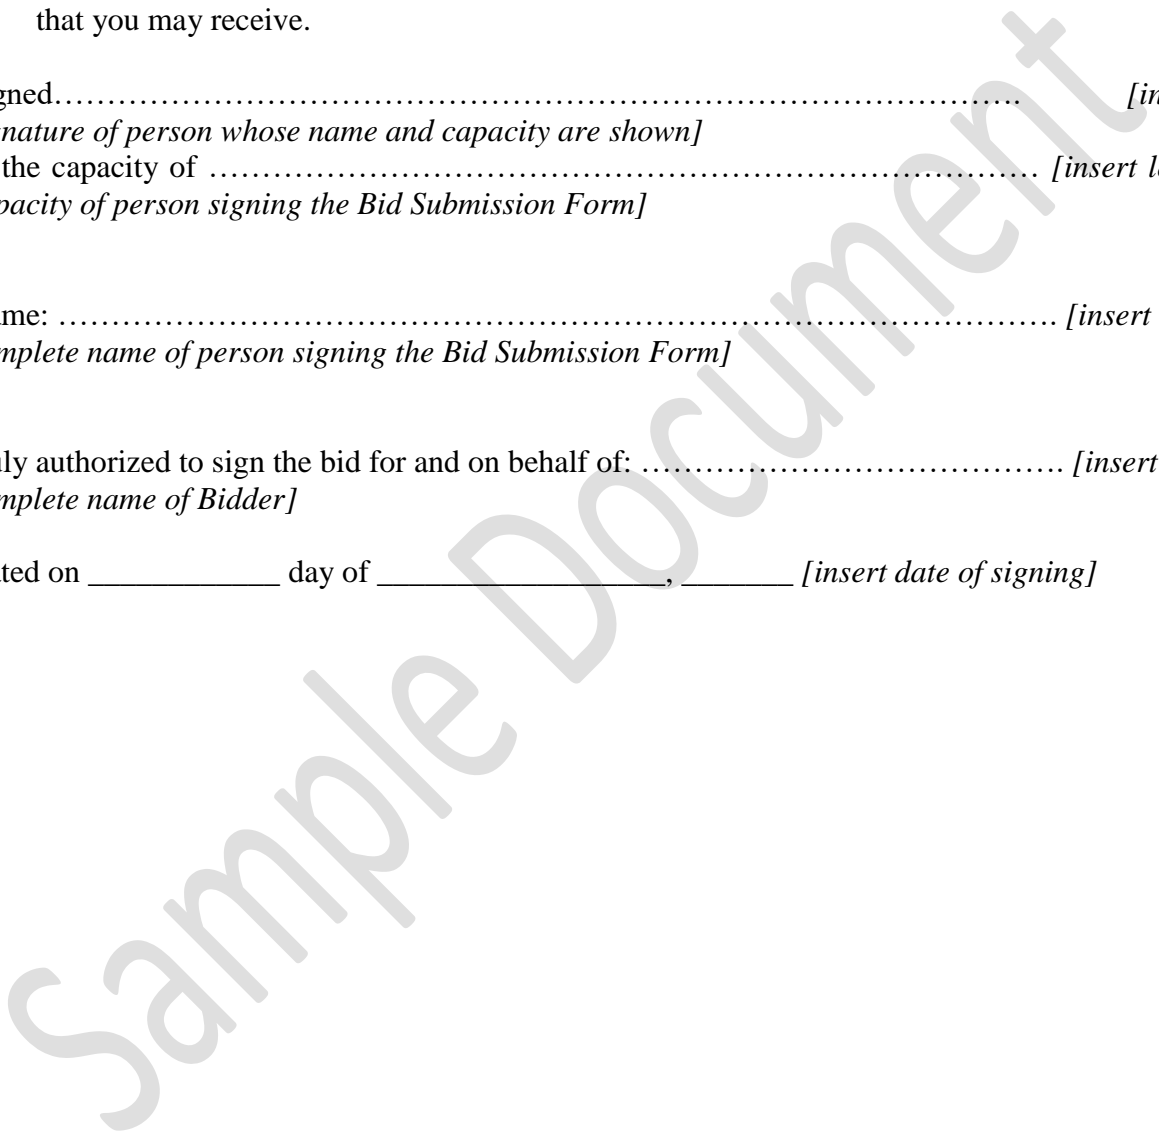 that you may receive.
gned………………………………………………………………………………. [in
nature of person whose name and capacity are shown]
the capacity of …………………………………………………………………… [insert l
pacity of person signing the Bid Submission Form]
me: …………………………………………………………………………………. [insert
mplete name of person signing the Bid Submission Form]
uly authorized to sign the bid for and on behalf of: …………………………………. [insert
mplete name of Bidder]
ted on ____________ day of __________________, _______ [insert date of signing]
Sample Document